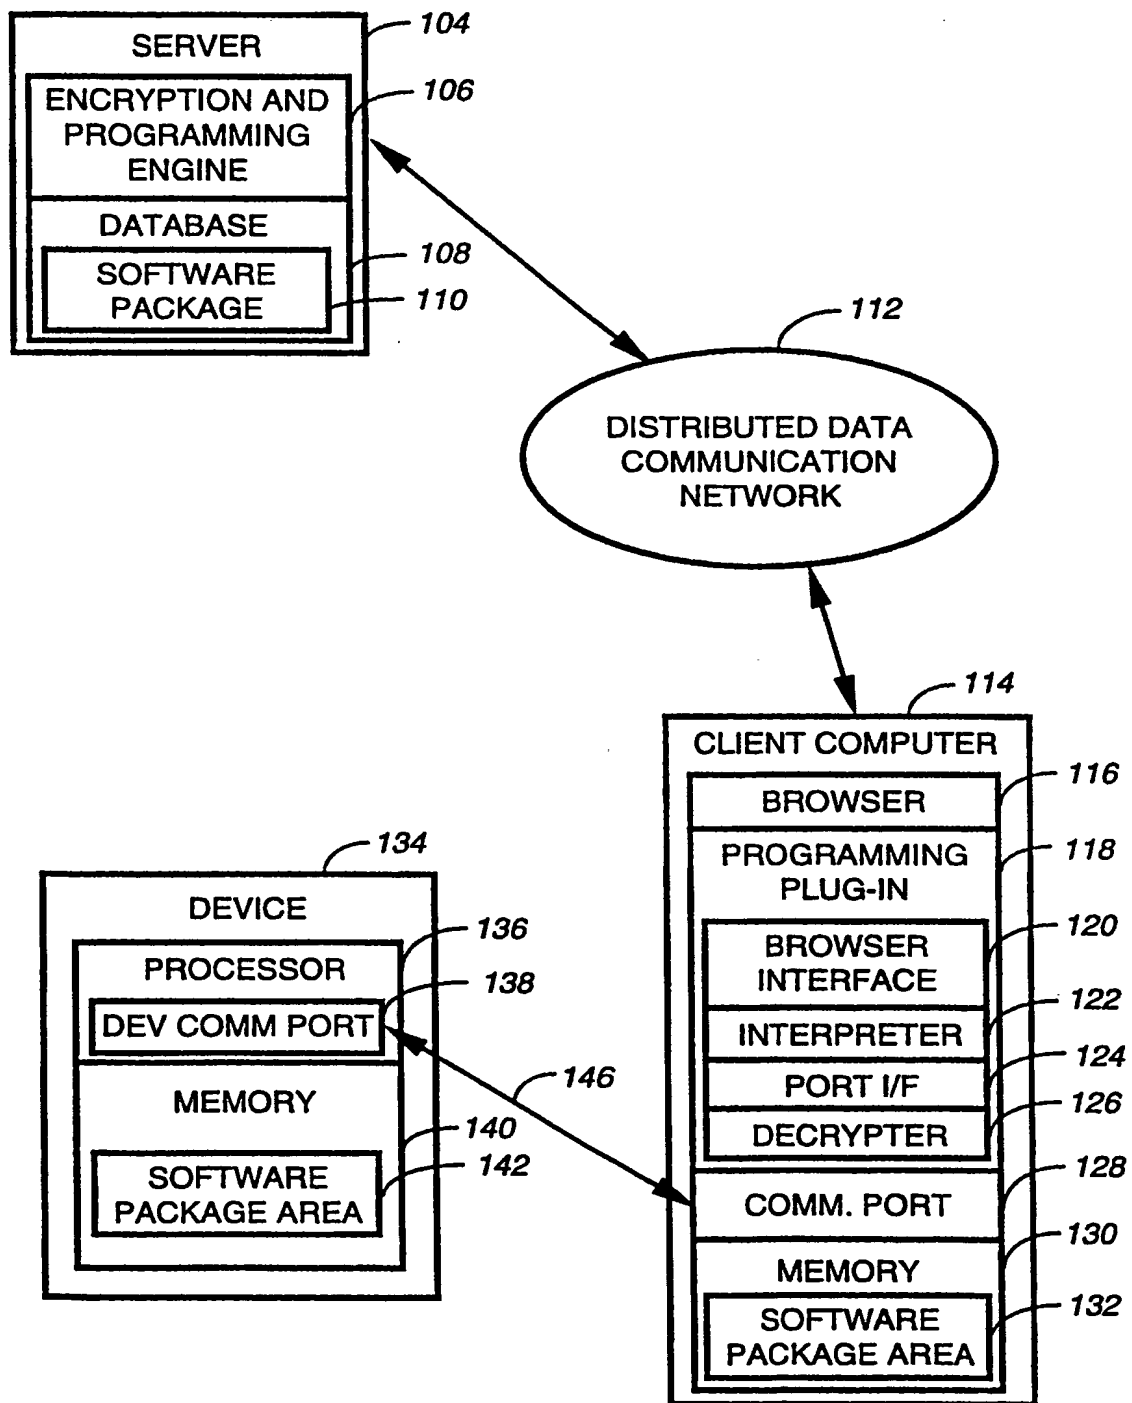 104
SERVER
ENCRYPTION AND
PROGRAMMING
ENGINE
106
DATABASE
108
SOFTWARE
PACKAGE
110
112
DISTRIBUTED DATA
COMMUNICATION
NETWORK
114
CLIENT COMPUTER
BROWSER
116
PROGRAMMING
PLUG-IN
118
BROWSER
INTERFACE
120
INTERPRETER
122
PORT I/F
124
DECRYPTER
126
COMM. PORT
128
MEMORY
130
SOFTWARE
PACKAGE AREA
132
134
DEVICE
PROCESSOR
136
DEV COMM PORT
138
MEMORY
140
SOFTWARE
PACKAGE AREA
142
146